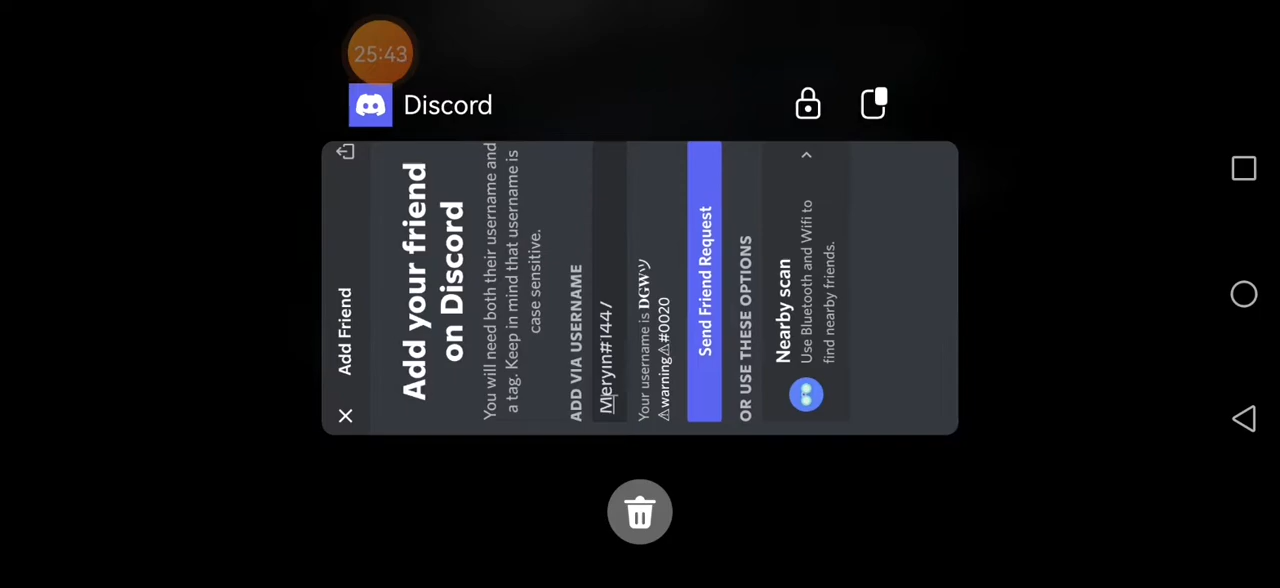 25:43
Discord
Add Friend
Add your friend
on Discord
You will need both their username and
a tag. Keep in mind that username is
case sensitive.
ADD VIA USERNAME
Your username is DGWツ
⚠warning⚠#0020
Send Friend Request
OR USE THESE OPTIONS
Nearby scan
Use Bluetooth and Wifi to
find nearby friends.